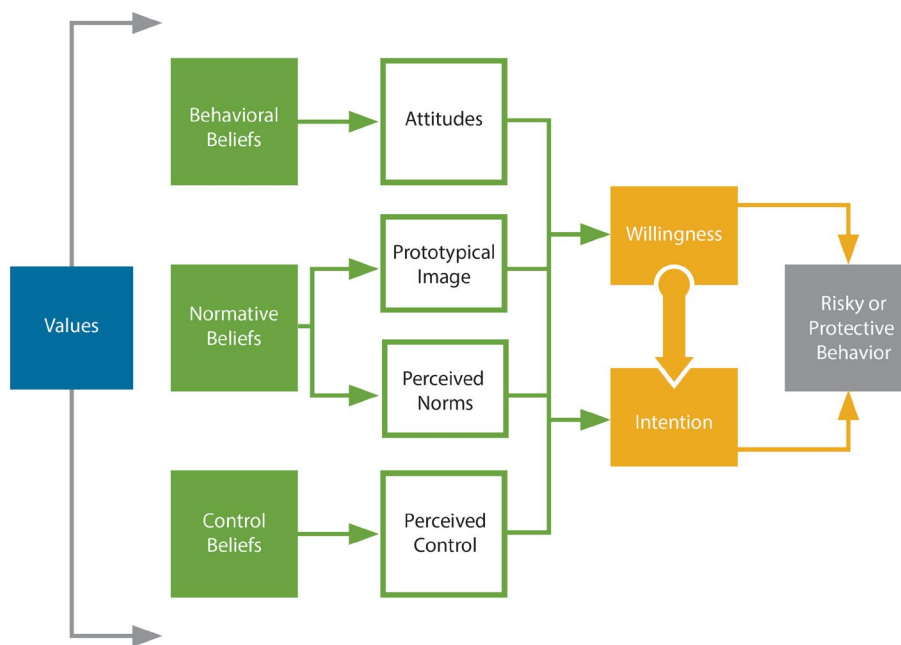 Values
Behavioral
Beliefs
Attitudes
Normative
Beliefs
Prototypical
Image
Perceived
Norms
Control
Beliefs
Perceived
Control
Willingness
Intention
Risky or
Protective
Behavior